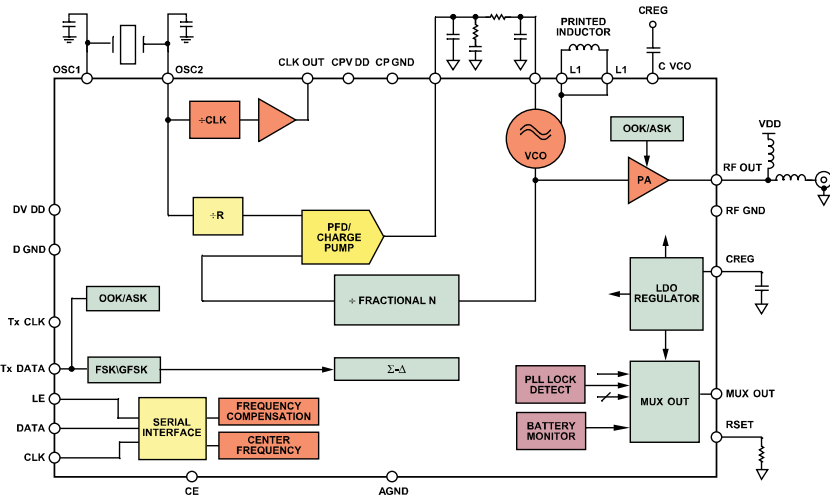 CREG
PRINTED
INDUCTOR
OSC1
OSC2
CLK OUT
CPV DD
CP GND
L1
L1
C VCO
÷CLK
VCO
OOK/ASK
VDD
PA
RF OUT
DV DD
÷R
PFD/
CHARGE
PUMP
RF GND
D GND
÷ FRACTIONAL N
LDO
REGULATOR
CREG
OOK/ASK
Tx CLK
Tx DATA
FSK\GFSK
Σ-Δ
PLL LOCK
DETECT
MUX OUT
MUX OUT
LE
DATA
CLK
SERIAL
INTERFACE
FREQUENCY
COMPENSATION
CENTER
FREQUENCY
BATTERY
MONITOR
RSET
CE
AGND